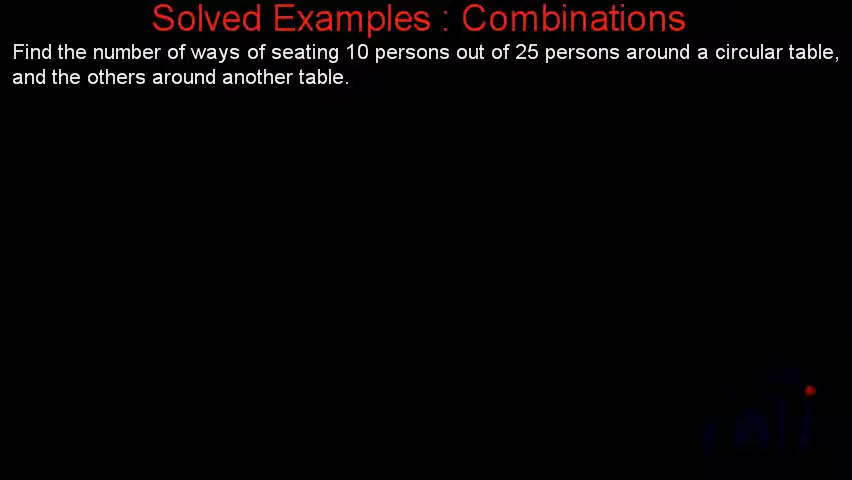 Solved Examples : Combinations
Find the number of ways of seating 10 persons out of 25 persons around a circular table,
and the others around another table.